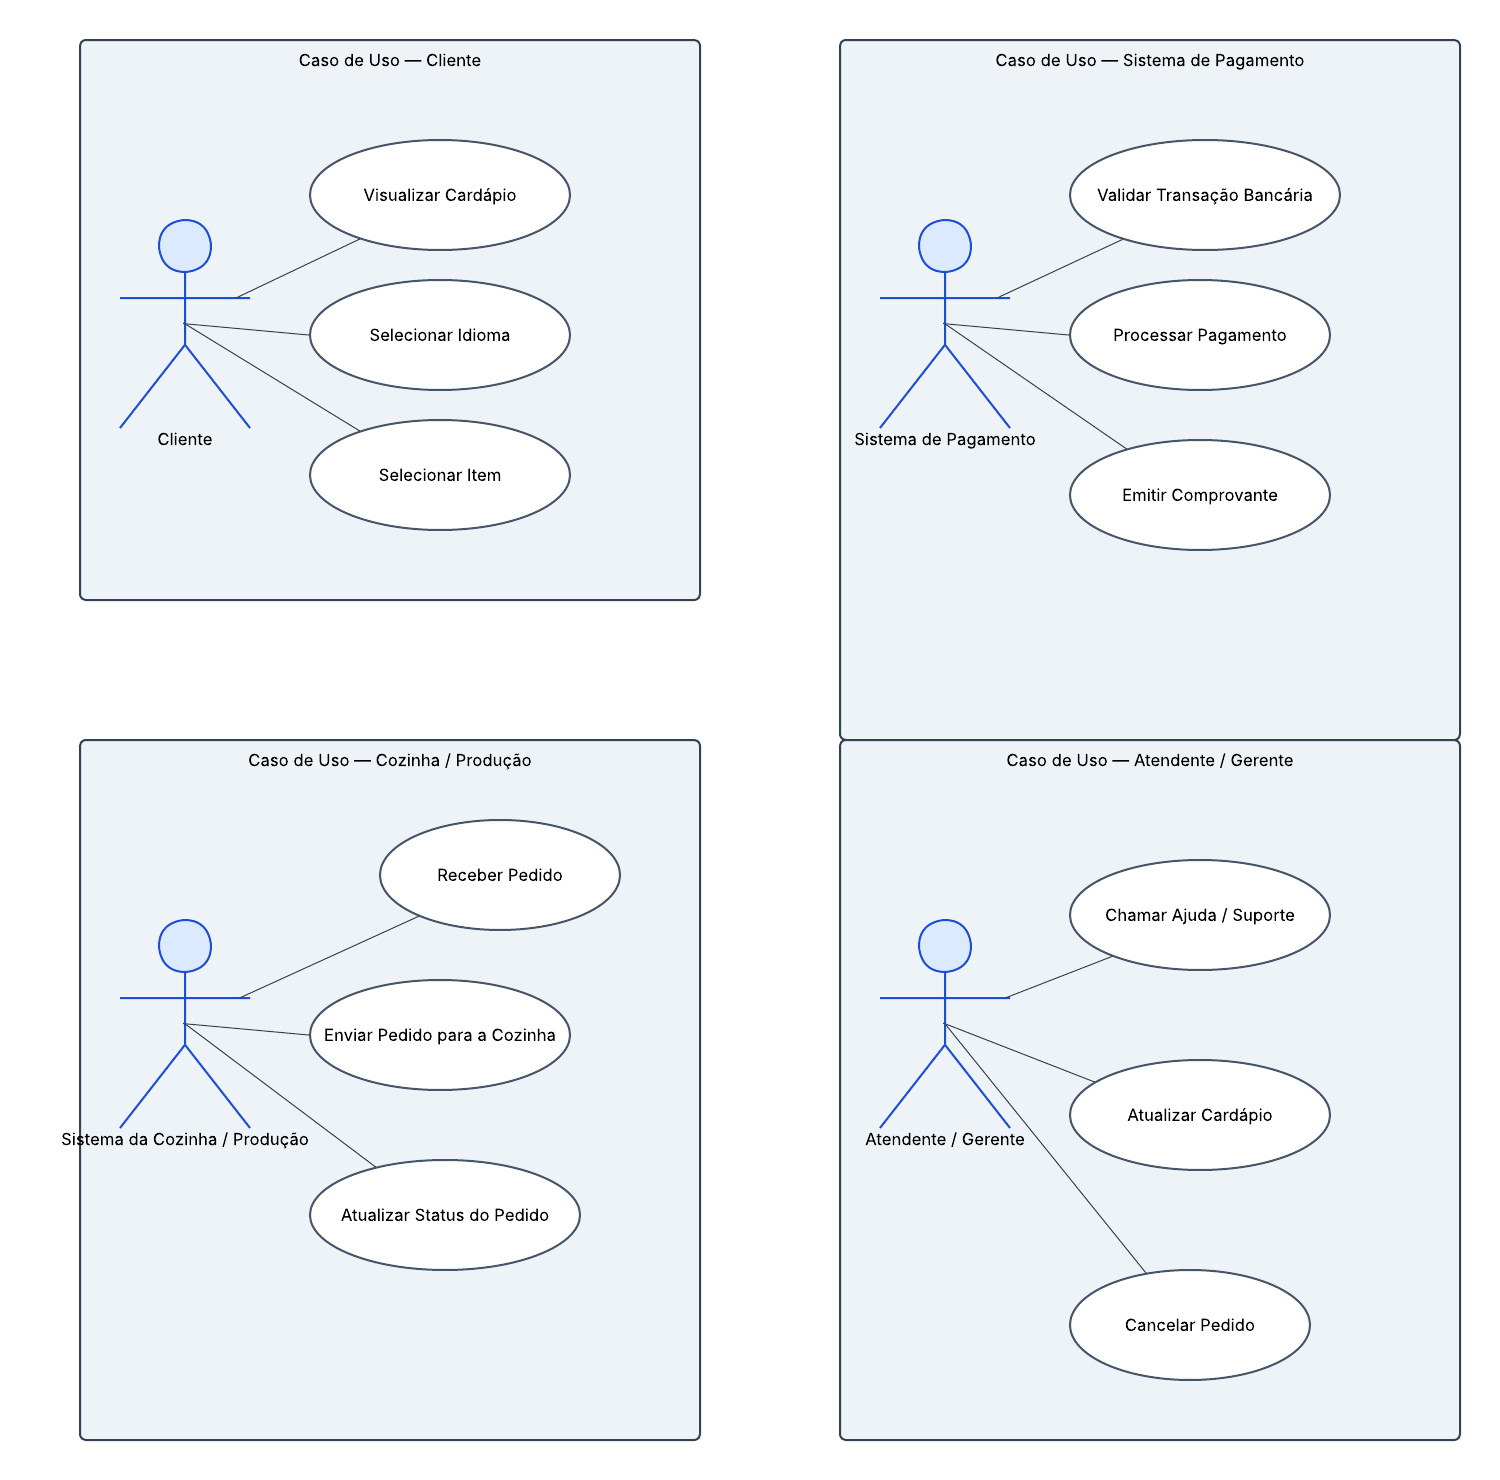 Caso de Uso — Cliente
Visualizar Cardápio
Selecionar Idioma
Cliente
Selecionar Item
Caso de Uso — Sistema de Pagamento
Validar Transação Bancária
Processar Pagamento
Sistema de Pagamento
Emitir Comprovante
Caso de Uso — Cozinha / Produção
Receber Pedido
Enviar Pedido para a Cozinha
Sistema da Cozinha / Produção
Atualizar Status do Pedido
Caso de Uso — Atendente / Gerente
Chamar Ajuda / Suporte
Atualizar Cardápio
Atendente / Gerente
Cancelar Pedido